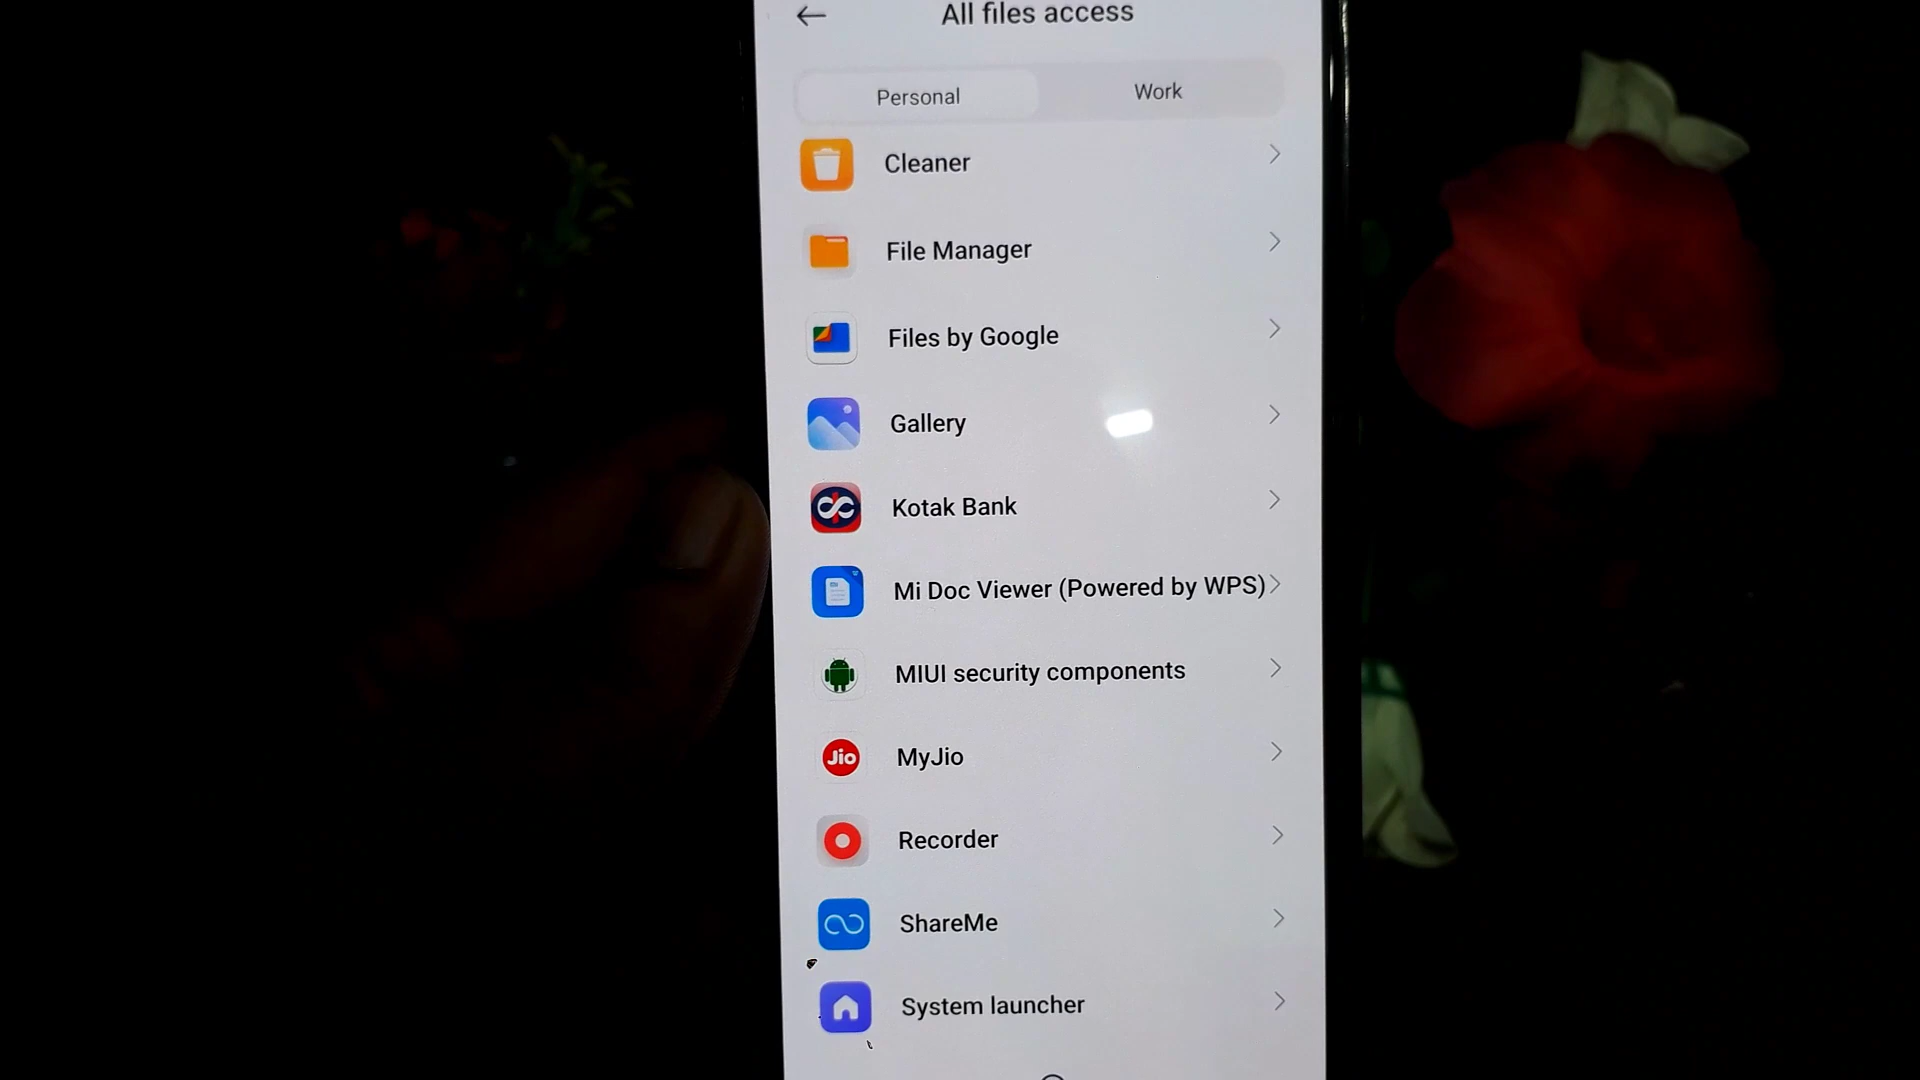 All files access
Personal
Work
Cleaner
File Manager
Files by Google
Gallery
Kotak Bank
Mi Doc Viewer (Powered by WPS)
MIUI security components
Jio
MyJio
Recorder
ShareMe
System launcher